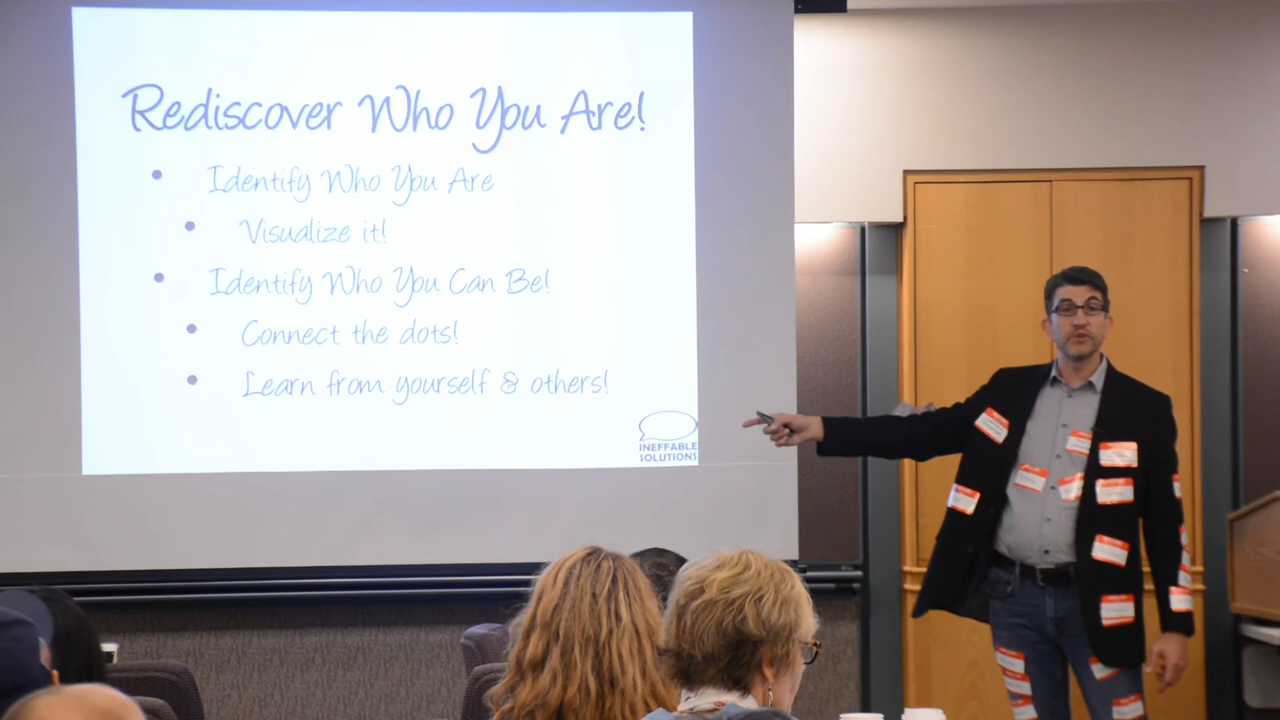 Rediscover Who You Are!
Identify Who You Are
Visualize it!
Identify Who You Can Be!
Connect the dots!
Learn from yourself & others!
INEFFABLE
SOLUTIONS